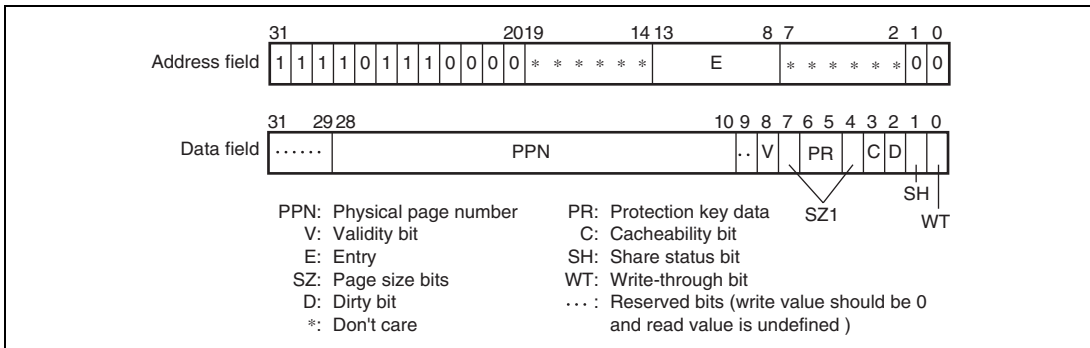 31 2019 14 13 8 7 2 1 0
Address field 1 1 1 1 0 1 1 1 0 0 0 0 * * * * * * E * * * * * * 0 0
31 29 28 10 9 8 7 6 5 4 3 2 1 0
Data field ······ PPN ·· V PR C D
SZ1 SH WT
PPN: Physical page number PR: Protection key data
V: Validity bit C: Cacheability bit
E: Entry SH: Share status bit
SZ: Page size bits WT: Write-through bit
D: Dirty bit ··· : Reserved bits (write value should be 0
*: Don't care and read value is undefined )